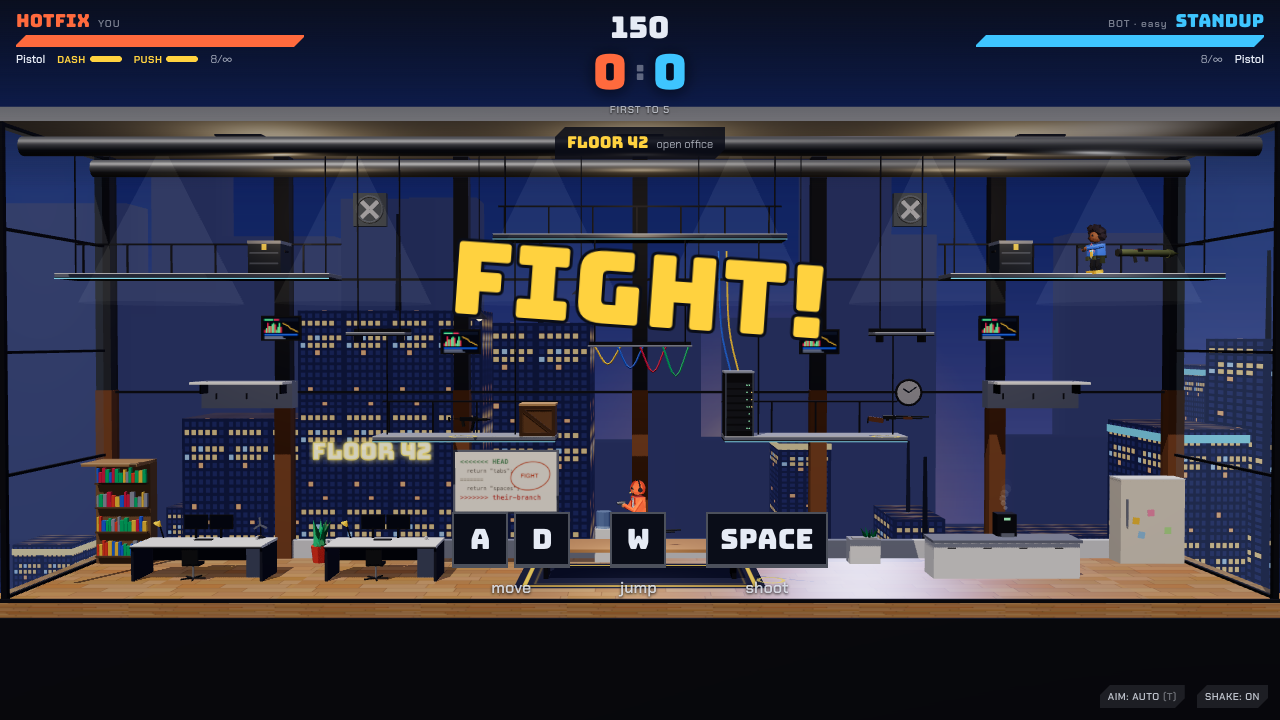 HOTFIX YOU
Pistol DASH PUSH 8/∞
150
0 : 0
FIRST TO 5
BOT · easy STANDUP
8/∞ Pistol
FLOOR 42 open office
FIGHT!
FLOOR 42
<<<<<<< HEAD
return "tabs"
=======
return "spaces"
>>>>>>> their-branch
FIGHT
A D W SPACE
move jump shoot
AIM: AUTO [T] SHAKE: ON